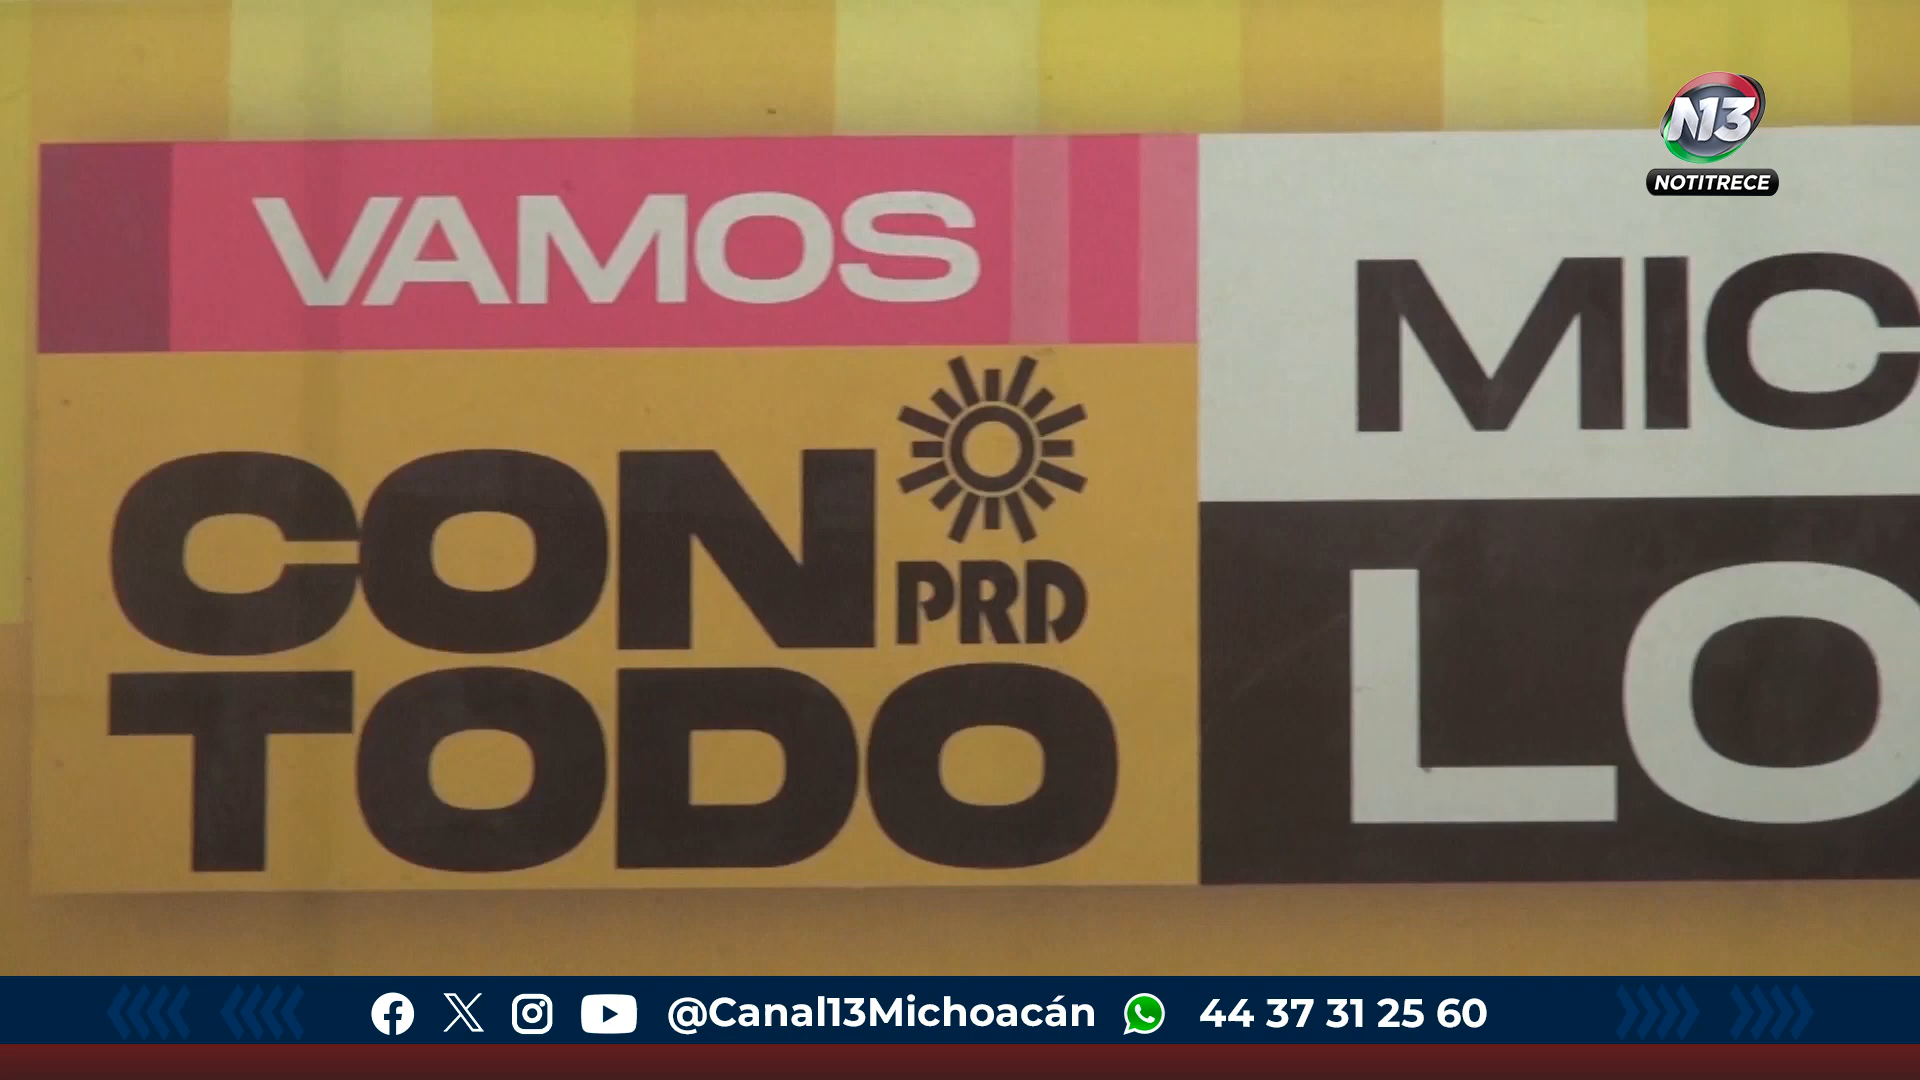 N13
NOTITRECE
VAMOS
CON
PRD
TODO
MIC
LO
@Canal13Michoacán 44 37 31 25 60